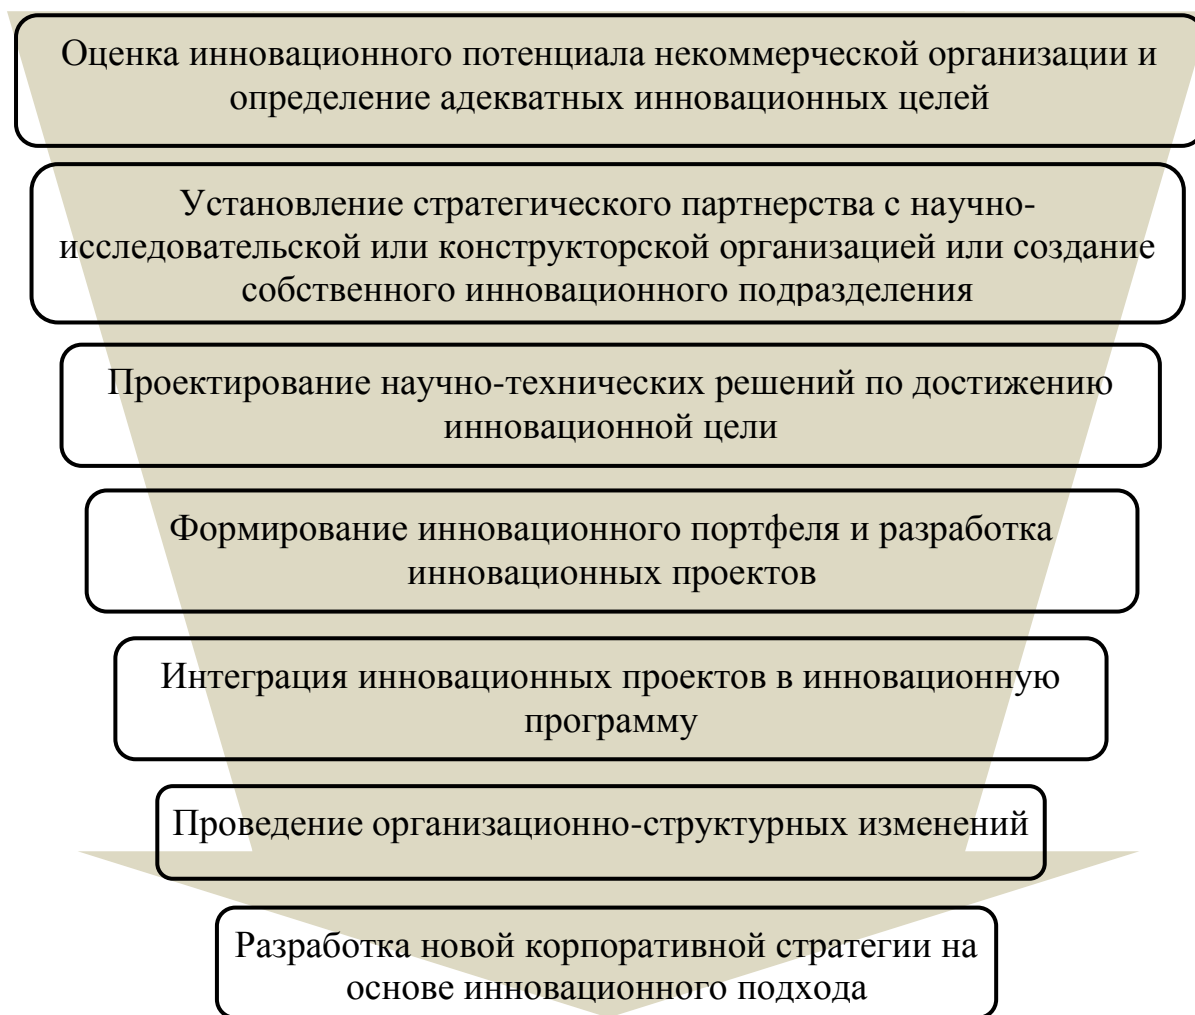 Оценка инновационного потенциала некоммерческой организации и
определение адекватных инновационных целей
Установление стратегического партнерства с научно-
исследовательской или конструкторской организацией или создание
собственного инновационного подразделения
Проектирование научно-технических решений по достижению
инновационной цели
Формирование инновационного портфеля и разработка
инновационных проектов
Интеграция инновационных проектов в инновационную
программу
Проведение организационно-структурных изменений
Разработка новой корпоративной стратегии на
основе инновационного подхода